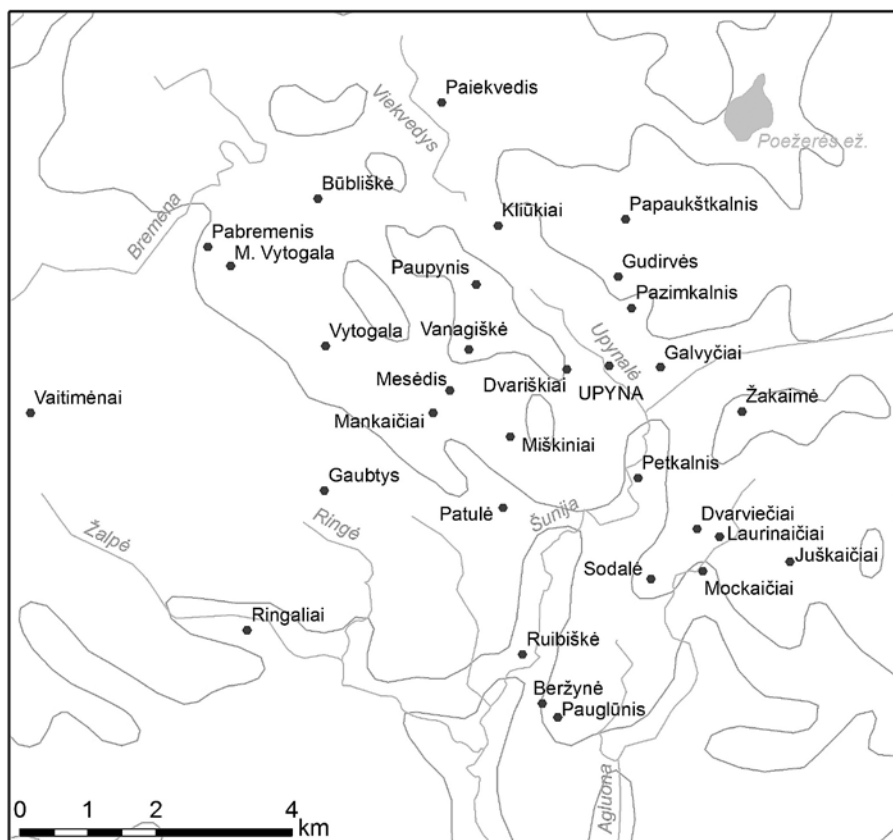 Paiekvedis
Viekvedys
Poežerės ež.
Būbliškė
Bremena
Kliūkiai
Papaukštkalnis
Pabremenis
M. Vytogala
Paupynis
Gudirvės
Pazimkalnis
Vytogala
Vanagiškė
Upynalė
Galvyčiai
Mesėdis
Dvariškiai
UPYNA
Vaitimėnai
Mankaičiai
Žakaimė
Miškiniai
Petkalnis
Gaubtys
Patulė
Šunija
Ringė
Žalpė
Dvarviečiai
Laurinaičiai
Juškaičiai
Sodalė
Mockaičiai
Ringaliai
Ruibiškė
Beržynė
Pauglūnis
Agluona
0 1 2 4
km